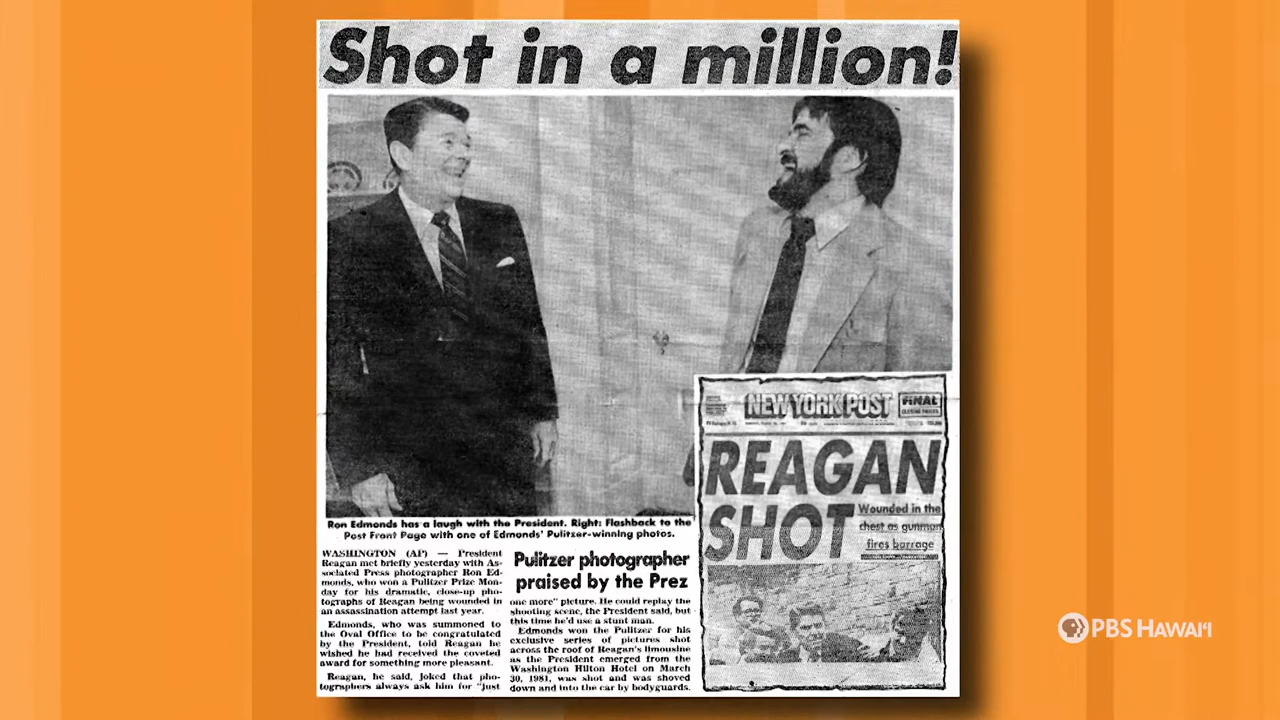 Shot in a million!
NEW YORK POST
FINAL
REAGAN
SHOT
Wounded in the
chest as gunman
fires barrage
Ron Edmonds has a laugh with the President. Right: Flashback to the
Post Front Page with one of Edmonds' Pulitzer-winning photos.
WASHINGTON (AP) — President
Reagan met briefly yesterday with As-
sociated Press photographer Ron Ed-
monds, who won a Pulitzer Prize Mon-
day for his dramatic, close-up pho-
tographs of Reagan being wounded in
an assassination attempt last year.
Edmonds, who was summoned to
the Oval Office to be congratulated
by the President, told Reagan he
wished he had received the coveted
award for something more pleasant.
Reagan, he said, joked that pho-
tographers always ask him for "just
Pulitzer photographer
praised by the Prez
one more" picture. He could replay the
shooting scene, the President said, but
this time he'd use a stunt man.
Edmonds won the Pulitzer for his
exclusive series of pictures shot
across the roof of Reagan's limousine
as the President emerged from the
Washington Hilton Hotel on March
30, 1981, was shot and was shoved
down and into the car by bodyguards.
PBS HAWAI'I